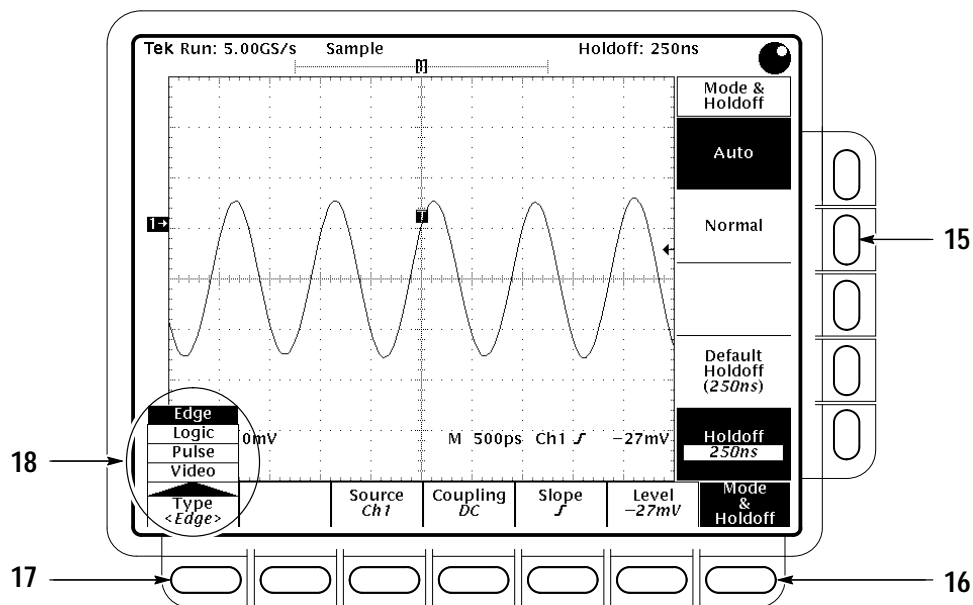 Tek Run: 5.00GS/s Sample Holdoff: 250ns
[T]
Mode &
Holdoff
Auto
1→
T
Normal
15
Default
Holdoff
(250ns)
Edge
Logic
Pulse
Video
0mV M 500ps Ch1 ƒ −27mV
Holdoff
250ns
18
Type
<Edge>
Source
Ch1
Coupling
DC
Slope
ƒ
Level
−27mV
Mode
&
Holdoff
17
16